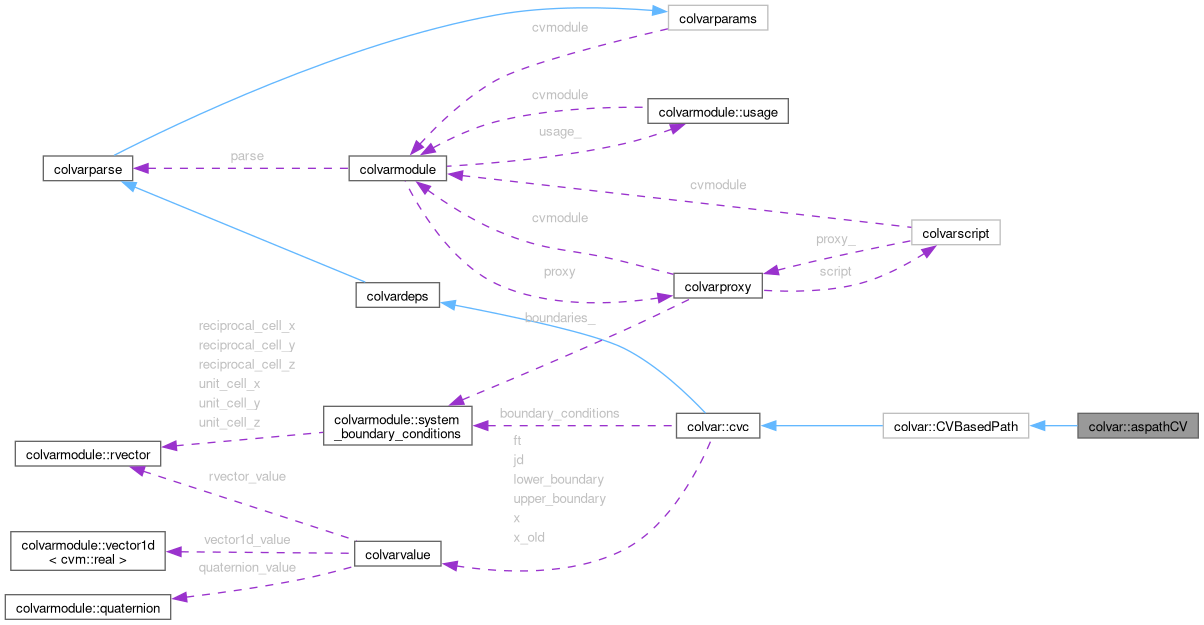 colvarparams
cvmodule
cvmodule
colvarmodule::usage
usage_
parse
colvarparse
colvarmodule
cvmodule
cvmodule
colvarscript
proxy_
proxy
script
colvarproxy
colvardeps
boundaries_
reciprocal_cell_x
reciprocal_cell_y
reciprocal_cell_z
unit_cell_x
unit_cell_y
unit_cell_z
colvarmodule::system
_boundary_conditions
boundary_conditions
colvar::cvc
colvar::CVBasedPath
colvar::aspathCV
ft
jd
lower_boundary
upper_boundary
x
x_old
colvarmodule::rvector
rvector_value
colvarmodule::vector1d
< cvm::real >
vector1d_value
colvarvalue
quaternion_value
colvarmodule::quaternion